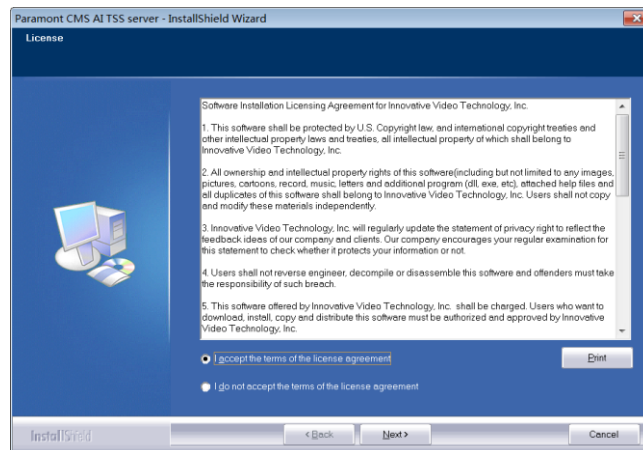 Paramont CMS AI TSS server - InstallShield Wizard
License
Software Installation Licensing Agreement for Innovative Video Technology, Inc.
1. This software shall be protected by U.S. Copyright law, and international copyright treaties and
other intellectual property laws and treaties, all intellectual property of which shall belong to
Innovative Video Technology, Inc.
2. All ownership and intellectual property rights of this software(including but not limited to any images,
pictures, cartoons, record, music, letters and additional program (dll, exe, etc), attached help files and
all duplicates of this software shall belong to Innovative Video Technology, Inc. Users shall not copy
and modify these materials independently.
3. Innovative Video Technology, Inc. will regularly update the statement of privacy right to reflect the
feedback ideas of our company and clients. Our company encourages your regular examination for
this statement to check whether it protects your information or not.
4. Users shall not reverse engineer, decompile or disassemble this software and offenders must take
the responsibility of such breach.
5. This software offered by Innovative Video Technology, Inc. shall be charged. Users who want to
download, install, copy and distribute this software must be authorized and approved by Innovative
Video Technology, Inc.
I accept the terms of the license agreement
Print
I do not accept the terms of the license agreement
InstallShield
< Back
Next >
Cancel